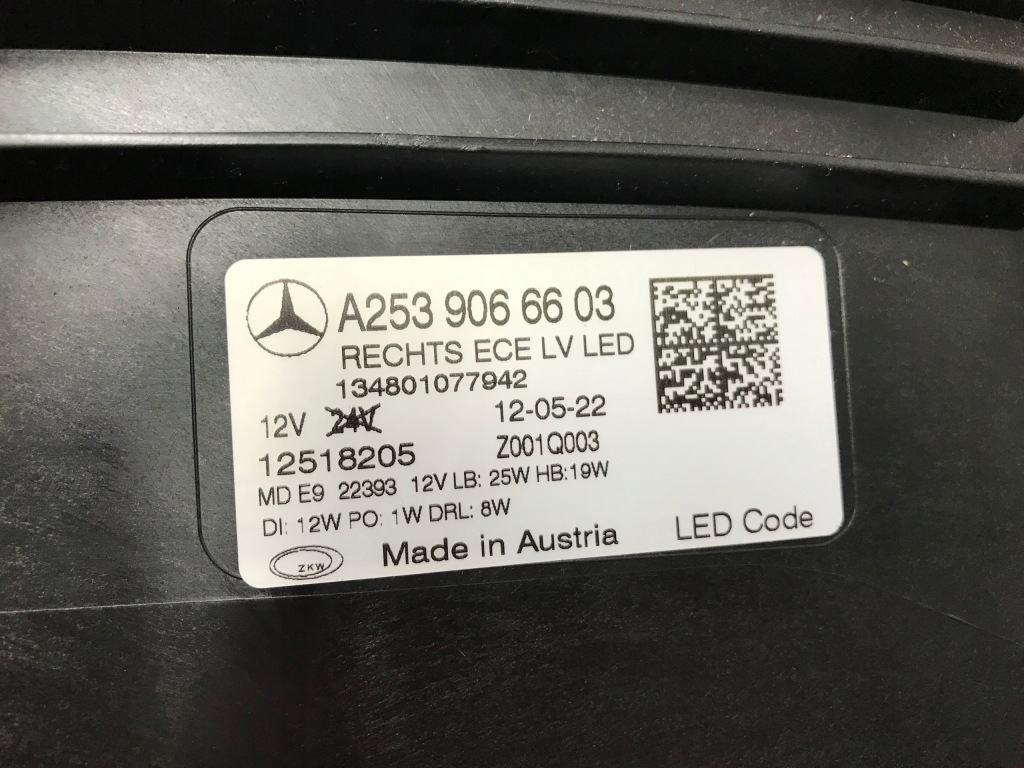 A253 906 66 03
RECHTS ECE LV LED
134801077942
12V 24V 12-05-22
12518205 Z001Q003
MD E9 22393 12V LB: 25W HB:19W
DI: 12W PO: 1W DRL: 8W
ZKW Made in Austria LED Code